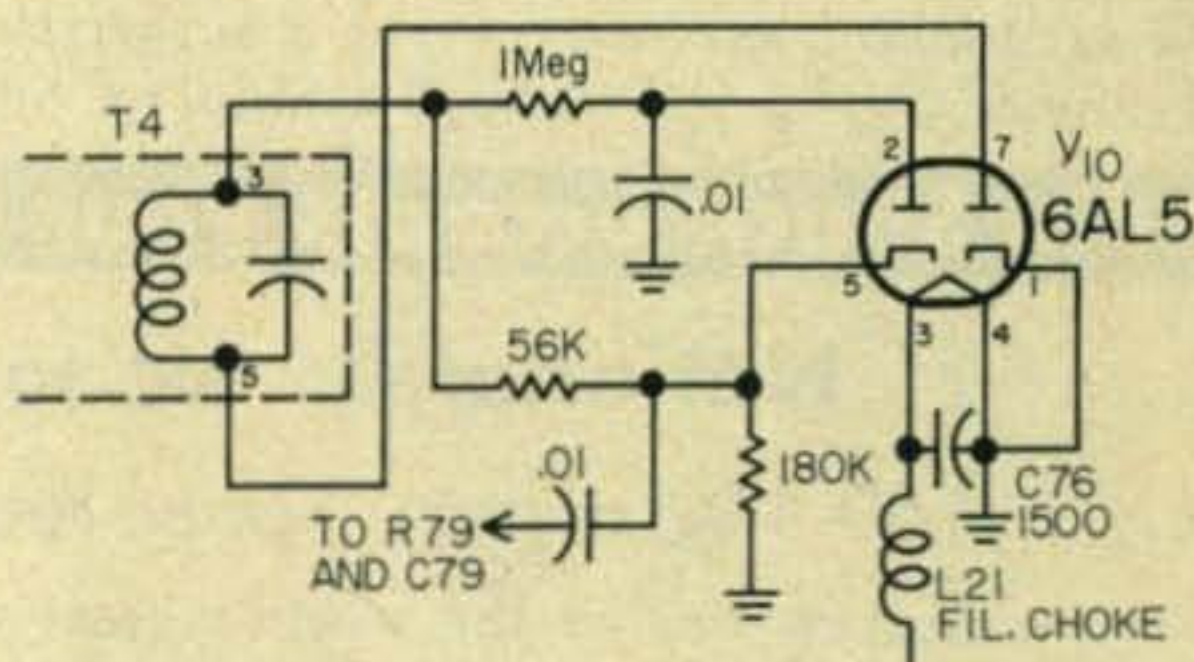 1Meg
T4
3
2
7
V10
6AL5
.01
5
1
3
4
56K
5
.01
180K
C76
1500
TO R79
AND C79
L21
FIL. CHOKE